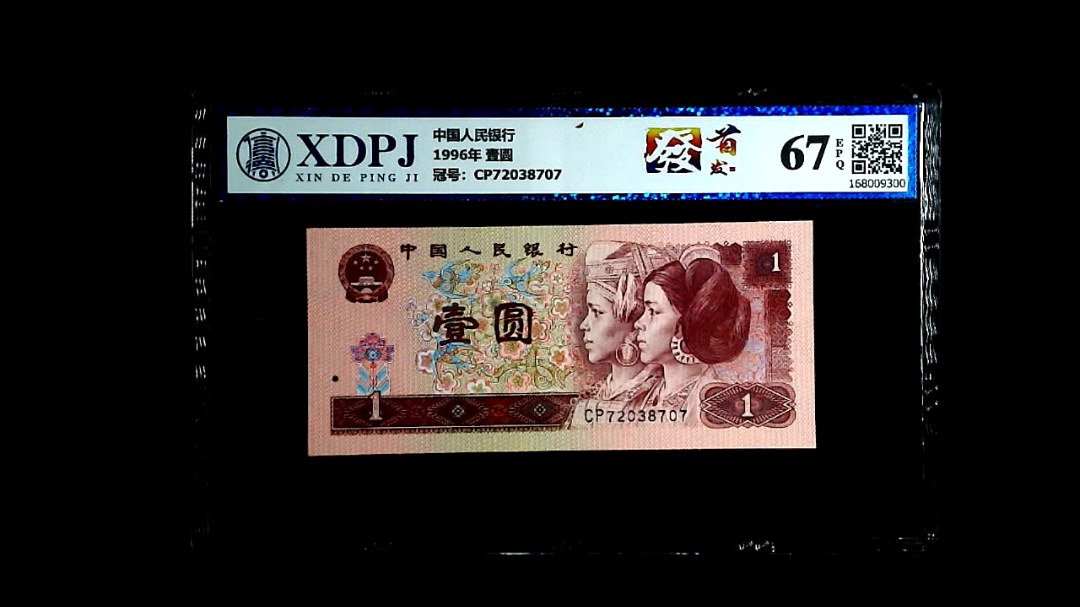 XDPJ
XIN DE PING JI
中国人民银行
1996年 壹圆
冠号: CP72038707
發
首
发
67
EPQ
168009300
中国人民银行
1
壹圆
1
CP72038707
1